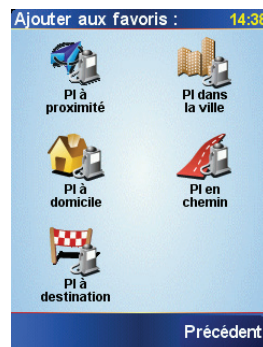 Ajouter aux favoris : 14:38
PI à
proximité
PI dans
la ville
PI à
domicile
PI en
chemin
PI à
destination
Précédent